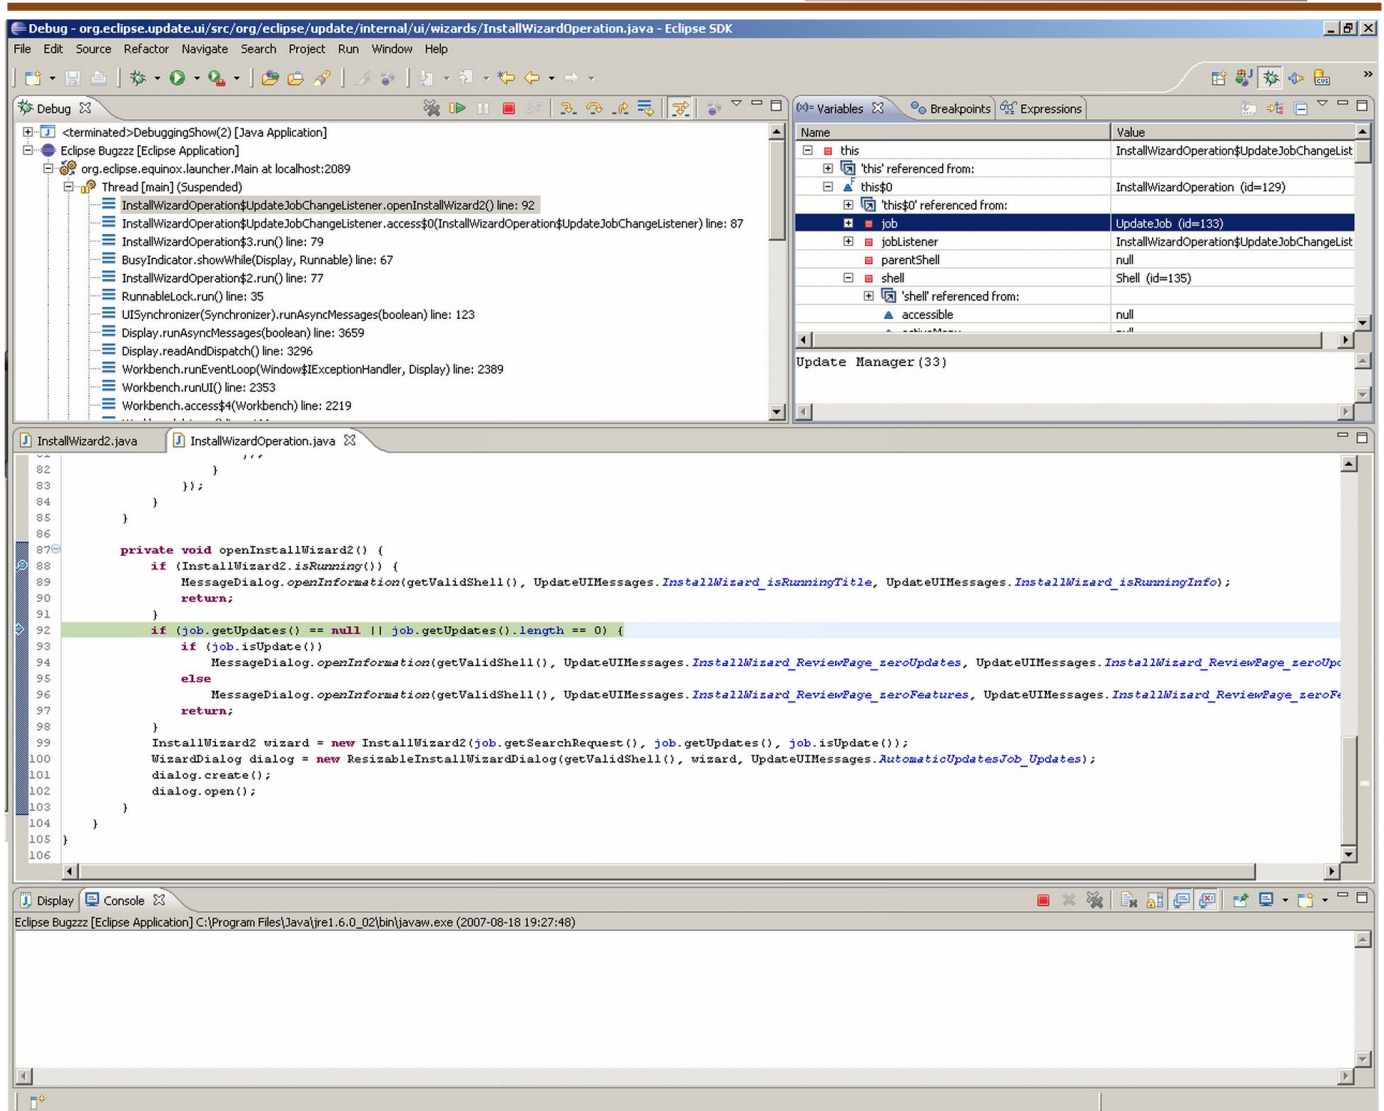 Debug - org.eclipse.update.ui/src/org/eclipse/update/internal/ui/wizards/InstallWizardOperation.java - Eclipse SDK
File Edit Source Refactor Navigate Search Project Run Window Help
Debug
<terminated>DebuggingShow(2) [Java Application]
Eclipse Bugzzz [Eclipse Application]
org.eclipse.equinox.launcher.Main at localhost:2089
Thread [main] (Suspended)
InstallWizardOperation$UpdateJobChangeListener.openInstallWizard2() line: 92
InstallWizardOperation$UpdateJobChangeListener.access$0(InstallWizardOperation$UpdateJobChangeListener) line: 87
InstallWizardOperation$3.run() line: 79
BusyIndicator.showWhile(Display, Runnable) line: 67
InstallWizardOperation$2.run() line: 77
RunnableLock.run() line: 35
UISynchronizer(Synchronizer).runAsyncMessages(boolean) line: 123
Display.runAsyncMessages(boolean) line: 3659
Display.readAndDispatch() line: 3296
Workbench.runEventLoop(Window$IExceptionHandler, Display) line: 2389
Workbench.runUI() line: 2353
Workbench.access$4(Workbench) line: 2219
(x)= Variables Breakpoints Expressions
Name Value
this InstallWizardOperation$UpdateJobChangeList
'this' referenced from:
this$0 InstallWizardOperation (id=129)
'this$0' referenced from:
job UpdateJob (id=133)
jobListener InstallWizardOperation$UpdateJobChangeList
parentShell null
shell Shell (id=135)
'shell' referenced from:
accessible null
Update Manager(33)
InstallWizard2.java InstallWizardOperation.java
82 }
83 });
84 }
85 }
86
87 private void openInstallWizard2() {
88 if (InstallWizard2.isRunning()) {
89 MessageDialog.openInformation(getValidShell(), UpdateUIMessages.InstallWizard_isRunningTitle, UpdateUIMessages.InstallWizard_isRunningInfo);
90 return;
91 }
92 if (job.getUpdates() == null || job.getUpdates().length == 0) {
93 if (job.isUpdate())
94 MessageDialog.openInformation(getValidShell(), UpdateUIMessages.InstallWizard_ReviewPage_zeroUpdates, UpdateUIMessages.InstallWizard_ReviewPage_zeroUpd
95 else
96 MessageDialog.openInformation(getValidShell(), UpdateUIMessages.InstallWizard_ReviewPage_zeroFeatures, UpdateUIMessages.InstallWizard_ReviewPage_zeroFe
97 return;
98 }
99 InstallWizard2 wizard = new InstallWizard2(job.getSearchRequest(), job.getUpdates(), job.isUpdate());
100 WizardDialog dialog = new ResizableInstallWizardDialog(getValidShell(), wizard, UpdateUIMessages.AutomaticUpdatesJob_Updates);
101 dialog.create();
102 dialog.open();
103 }
104 }
105 }
106
Display Console
Eclipse Bugzzz [Eclipse Application] C:\Program Files\Java\jre1.6.0_02\bin\javaw.exe (2007-08-18 19:27:48)